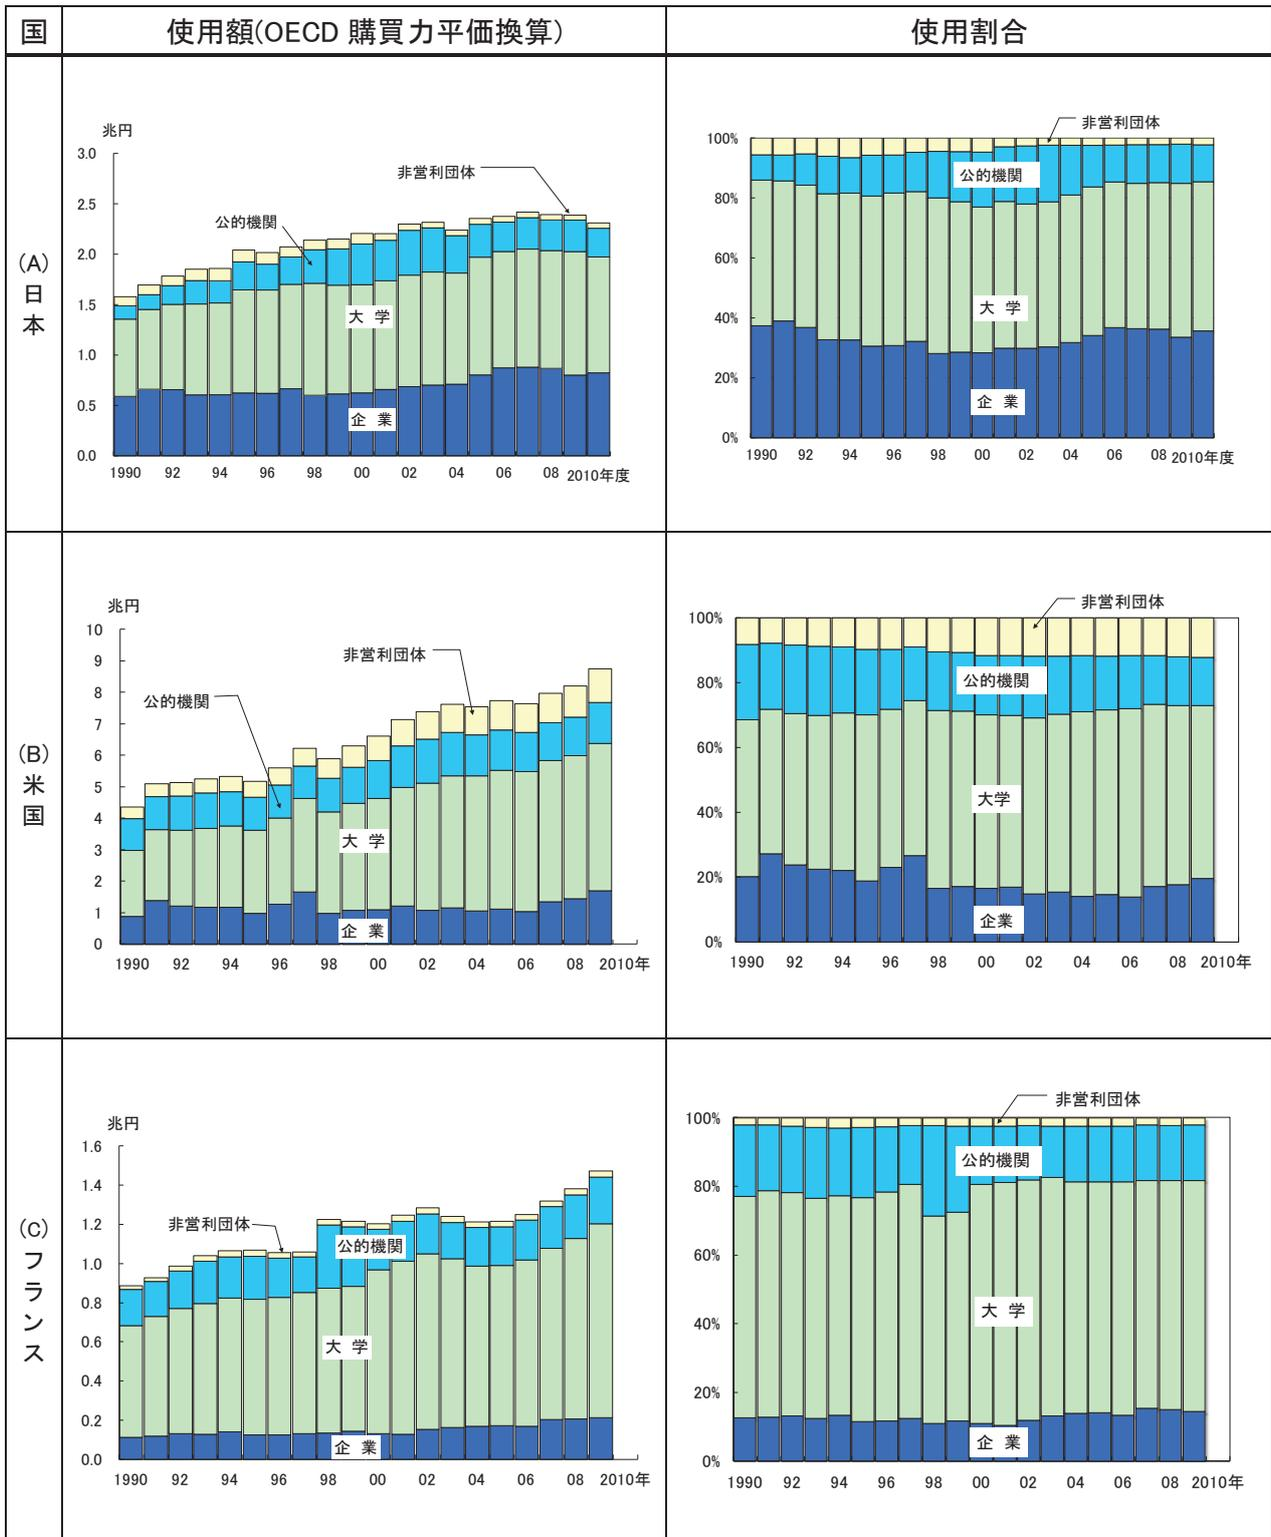 国 使用額(OECD 購買力平価換算) 使用割合
(A)日本
兆円
3.0
2.5
2.0
1.5
1.0
0.5
0.0
非営利団体
公的機関
大 学
企 業
1990 92 94 96 98 00 02 04 06 08 2010年度
100%
80%
60%
40%
20%
0%
非営利団体
公的機関
大 学
企 業
1990 92 94 96 98 00 02 04 06 08 2010年度
(B)米国
兆円
10
9
8
7
6
5
4
3
2
1
0
非営利団体
公的機関
大 学
企 業
1990 92 94 96 98 00 02 04 06 08 2010年
100%
80%
60%
40%
20%
0%
非営利団体
公的機関
大学
企業
1990 92 94 96 98 00 02 04 06 08 2010年
(C)フランス
兆円
1.6
1.4
1.2
1.0
0.8
0.6
0.4
0.2
0.0
非営利団体
公的機関
大 学
企 業
1990 92 94 96 98 00 02 04 06 08 2010年
100%
80%
60%
40%
20%
0%
非営利団体
公的機関
大 学
企 業
1990 92 94 96 98 00 02 04 06 08 2010年